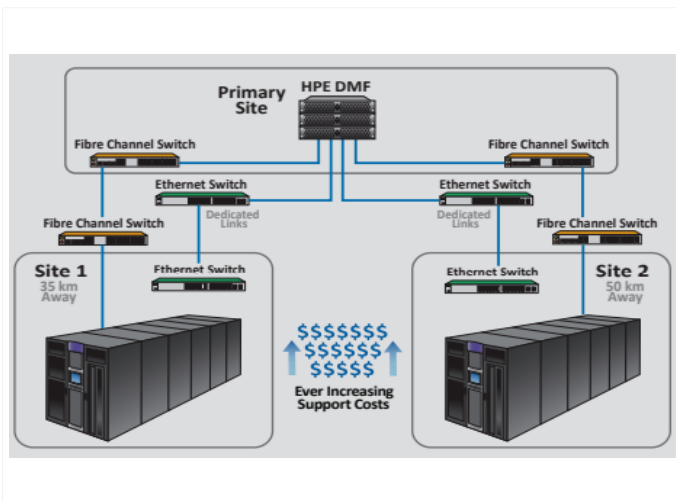 Primary
Site
HPE DMF
Fibre Channel Switch
Fibre Channel Switch
Ethernet Switch
Ethernet Switch
Dedicated
Links
Dedicated
Links
Fibre Channel Switch
Fibre Channel Switch
Site 1
35 km
Away
Ethernet Switch
Ethernet Switch
Site 2
50 km
Away
$$$$$$$
$$$$$$
$$$$$
Ever Increasing
Support Costs